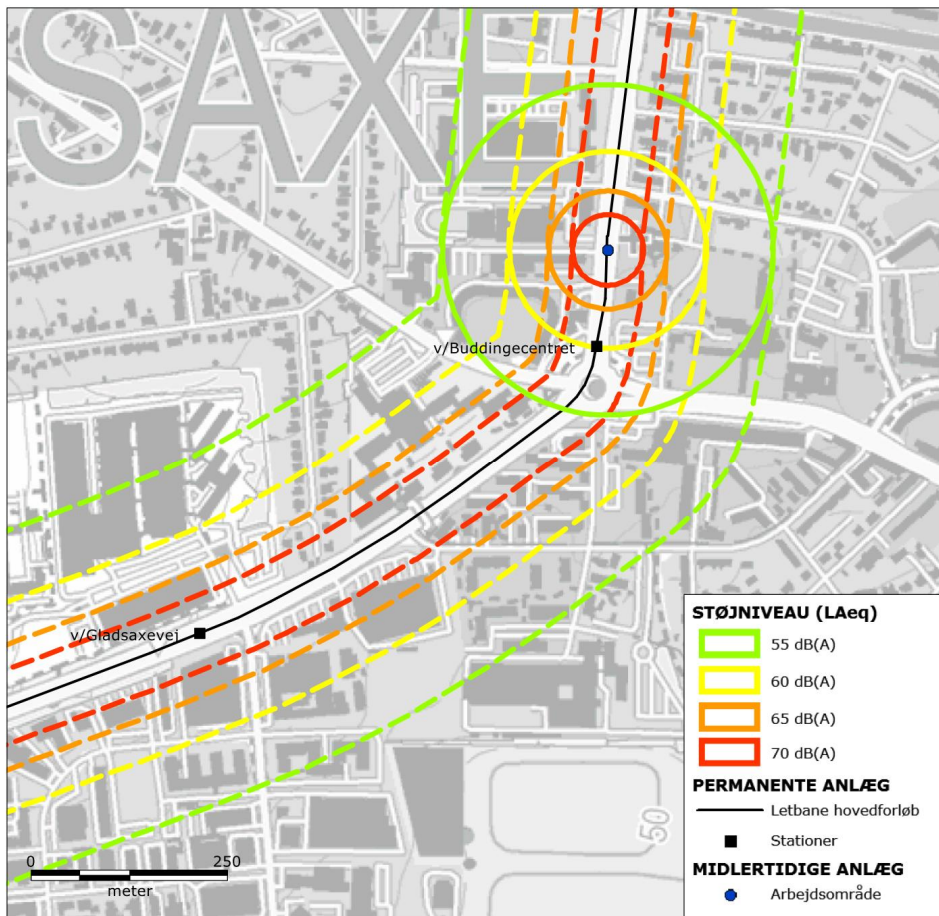 SAXE
v/Buddingecentret
v/Gladsaxevej
50
0 250
meter
STØJNIVEAU (LAeq)
55 dB(A)
60 dB(A)
65 dB(A)
70 dB(A)
PERMANENTE ANLÆG
Letbane hovedforløb
Stationer
MIDLERTIDIGE ANLÆG
Arbejdsområde